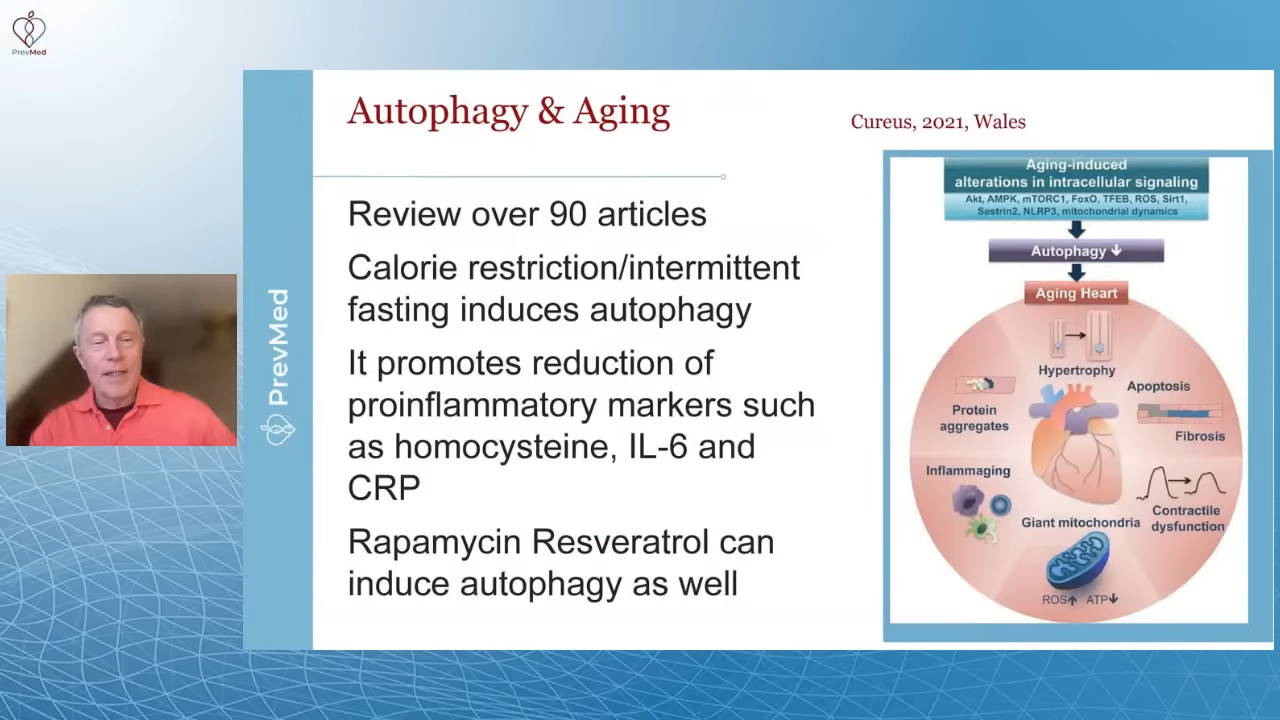 PrevMed
Autophagy & Aging
Cureus, 2021, Wales
PrevMed
Review over 90 articles
Calorie restriction/intermittent
fasting induces autophagy
It promotes reduction of
proinflammatory markers such
as homocysteine, IL-6 and
CRP
Rapamycin Resveratrol can
induce autophagy as well
Aging-induced
alterations in intracellular signaling
Akt, AMPK, mTORC1, FoxO, TFEB, ROS, Sirt1,
Sestrin2, NLRP3, mitochondrial dynamics
Autophagy ↓
Aging Heart
Hypertrophy
Apoptosis
Fibrosis
Protein
aggregates
Inflammaging
Contractile
dysfunction
Giant mitochondria
ROS↑ ATP↓